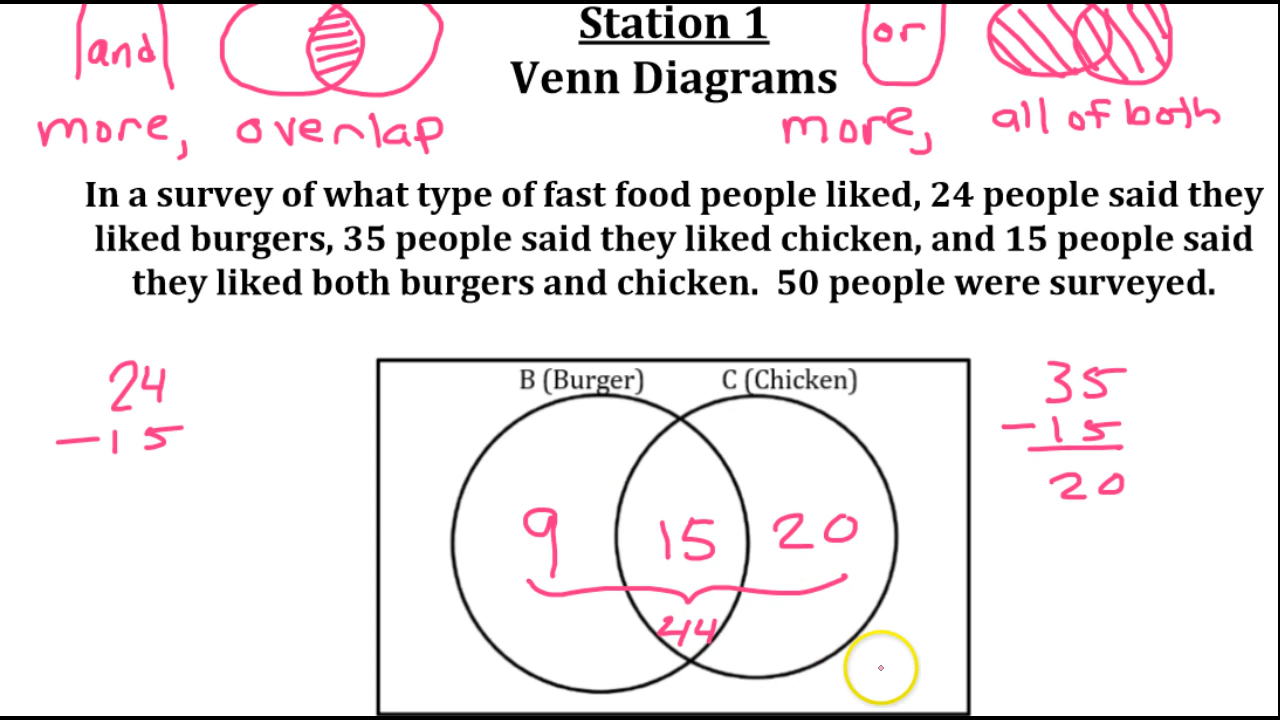 Station 1
Venn Diagrams
and
more, overlap
or
more, all of both
In a survey of what type of fast food people liked, 24 people said they
liked burgers, 35 people said they liked chicken, and 15 people said
they liked both burgers and chicken.  50 people were surveyed.
24
-15
B (Burger)
C (Chicken)
9
15
20
44
35
-15
20